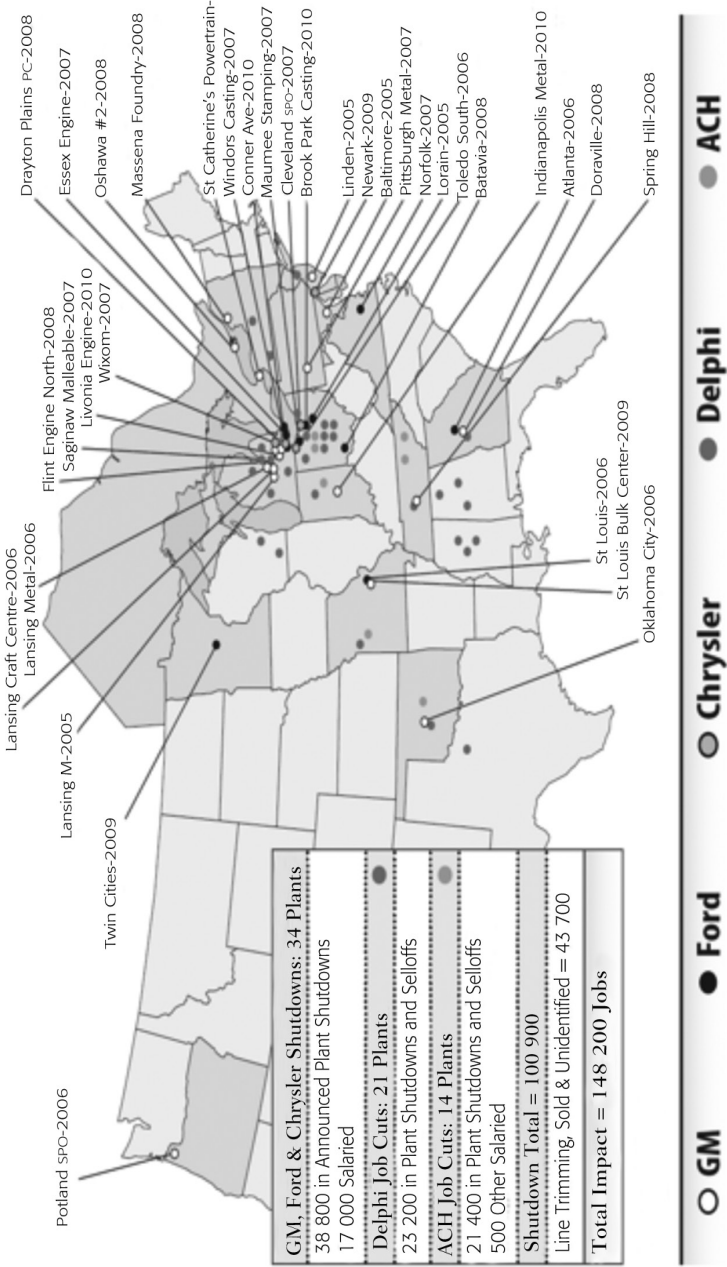 Potland SPO-2006
Twin Cities-2009
Lansing M-2005
Lansing Craft Centre-2006
Lansing Metal-2006
Flint Engine North-2008
Saginaw Malleable-2007
Livonia Engine-2010
Wixom-2007
Drayton Plains PC-2008
Essex Engine-2007
Oshawa #2-2008
Massena Foundry-2008
St Catherine's Powertrain-
Windors Casting-2007
Conner Ave-2010
Maumee Stamping-2007
Cleveland SPO-2007
Brook Park Casting-2010
Linden-2005
Newark-2009
Baltimore-2005
Pittsburgh Metal-2007
Norfolk-2007
Lorain-2005
Toledo South-2006
Batavia-2008
Indianapolis Metal-2010
Atlanta-2006
Doraville-2008
Spring Hill-2008
St Louis-2006
St Louis Bulk Center-2009
Oklahoma City-2006
GM, Ford & Chrysler Shutdowns: 34 Plants
38 800 in Announced Plant Shutdowns
17 000 Salaried
Delphi Job Cuts: 21 Plants
23 200 in Plant Shutdowns and Selloffs
ACH Job Cuts: 14 Plants
21 400 in Plant Shutdowns and Selloffs
500 Other Salaried
Shutdown Total = 100 900
Line Trimming, Sold & Unidentified = 43 700
Total Impact = 148 200 Jobs
GM
Ford
Chrysler
Delphi
ACH